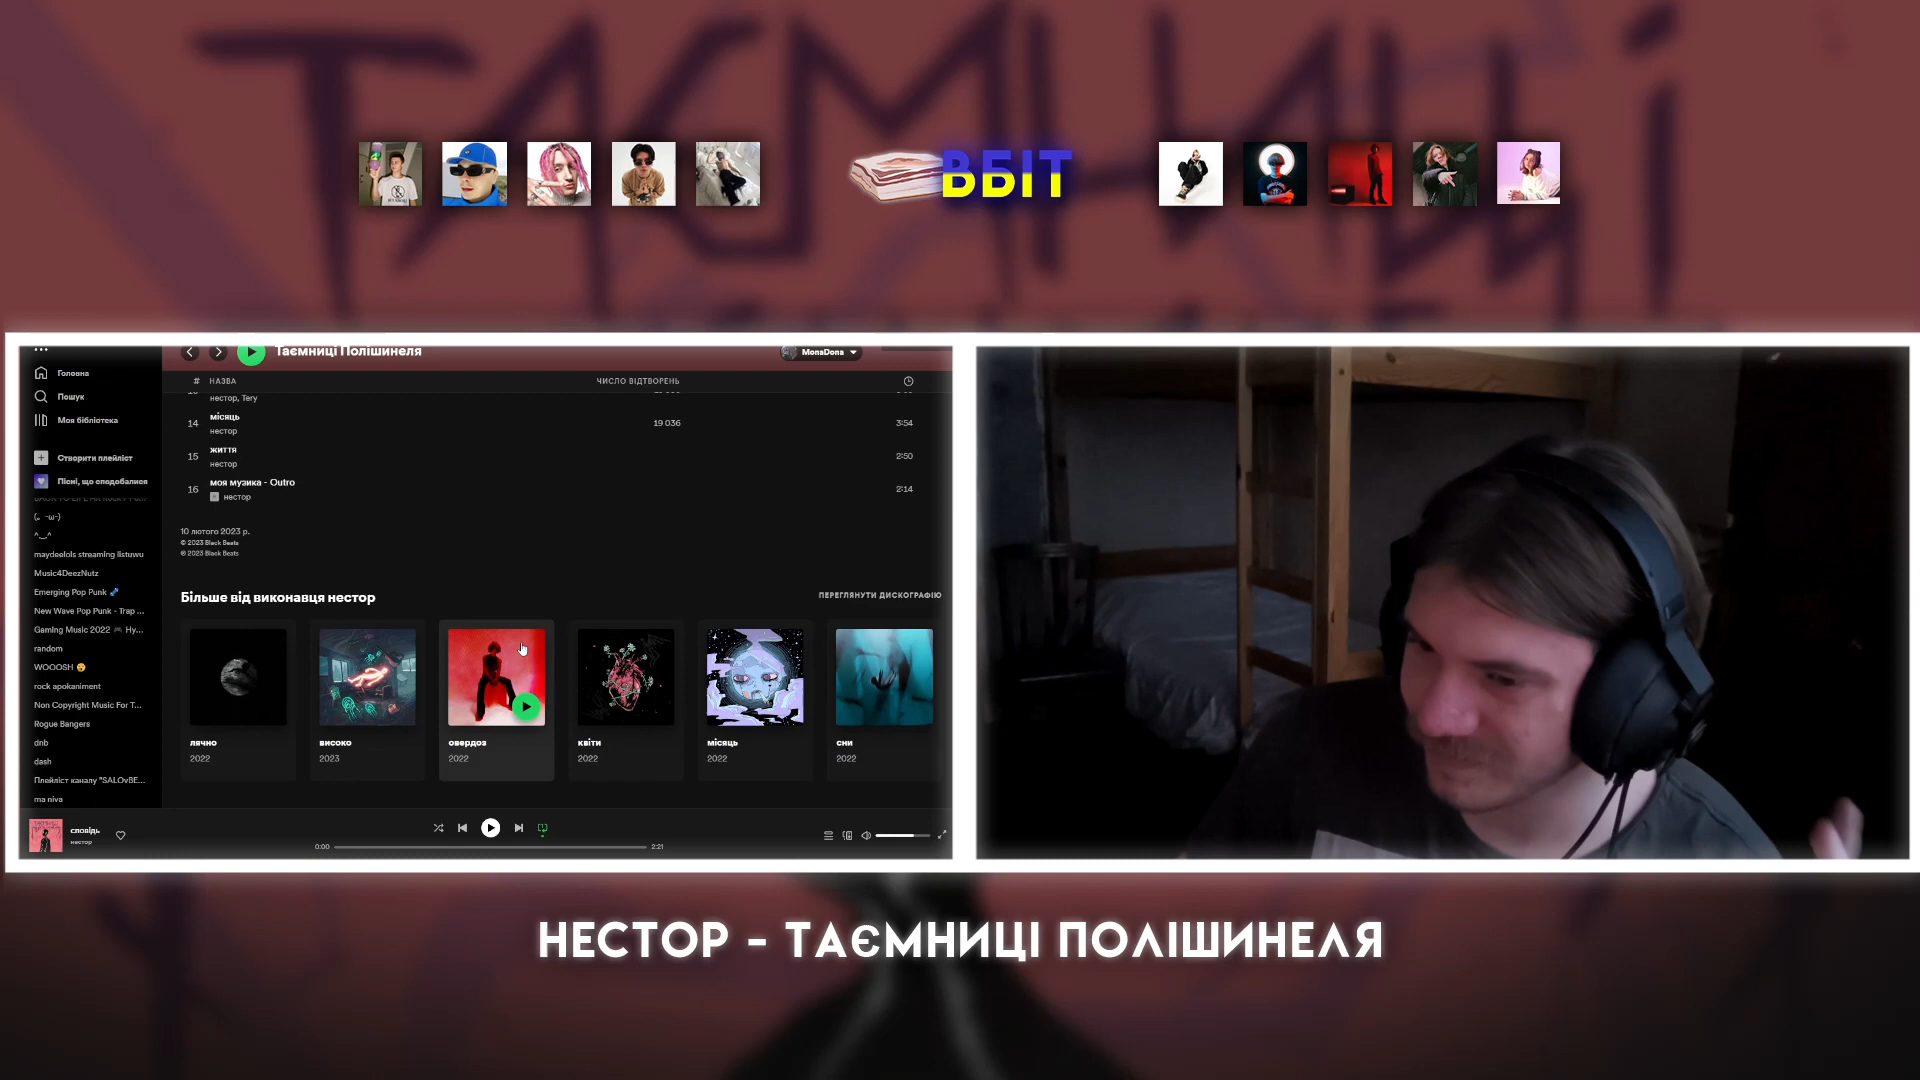 ТАЄМНИЦІ
ВБІТ
Таємниці Полішинеля
MonaDona
Головна
Пошук
Моя бібліотека
Створити плейліст
Пісні, що сподобалися
(。-ω-)
^‿^
maydeelols streaming listuwu
Music4DeezNutz
Emerging Pop Punk 🧬
New Wave Pop Punk - Trap ...
Gaming Music 2022 🎮 Hy...
random
WOOOSH 😮
rock apokaniment
Non Copyright Music For T...
Rogue Bangers
dnb
dash
Плейліст каналу "SALOvBE...
ma niva
# НАЗВА ЧИСЛО ВІДТВОРЕНЬ
нестор, Tery
14 місяць 19 036 3:54
нестор
15 життя 2:50
нестор
16 моя музика - Outro 2:14
нестор
10 лютого 2023 р.
© 2023 Black Beats
℗ 2023 Black Beats
Більше від виконавця нестор ПЕРЕГЛЯНУТИ ДИСКОГРАФІЮ
лячно
2022
високо
2023
овердоз
2022
квіти
2022
місяць
2022
сни
2022
сповідь
нестор
0:00 2:21
НЕСТОР - ТАЄМНИЦІ ПОЛІШИНЕЛЯ